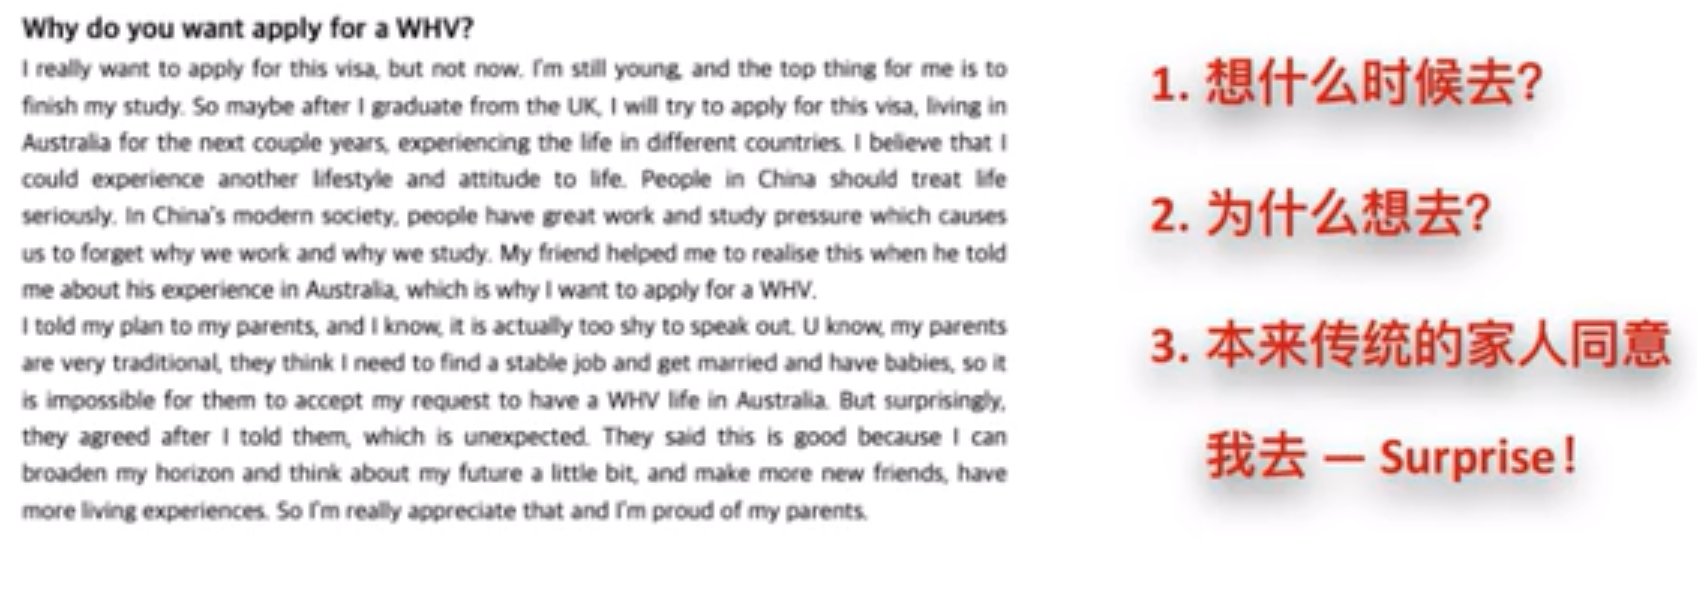 Why do you want apply for a WHV?
I really want to apply for this visa, but not now. I'm still young, and the top thing for me is to
finish my study. So maybe after I graduate from the UK, I will try to apply for this visa, living in
Australia for the next couple years, experiencing the life in different countries. I believe that I
could experience another lifestyle and attitude to life. People in China should treat life
seriously. In China's modern society, people have great work and study pressure which causes
us to forget why we work and why we study. My friend helped me to realise this when he told
me about his experience in Australia, which is why I want to apply for a WHV.
I told my plan to my parents, and I know, it is actually too shy to speak out. U know, my parents
are very traditional, they think I need to find a stable job and get married and have babies, so it
is impossible for them to accept my request to have a WHV life in Australia. But surprisingly,
they agreed after I told them, which is unexpected. They said this is good because I can
broaden my horizon and think about my future a little bit, and make more new friends, have
more living experiences. So I'm really appreciate that and I'm proud of my parents.
1. 想什么时候去?
2. 为什么想去?
3. 本来传统的家人同意
我去 — Surprise!